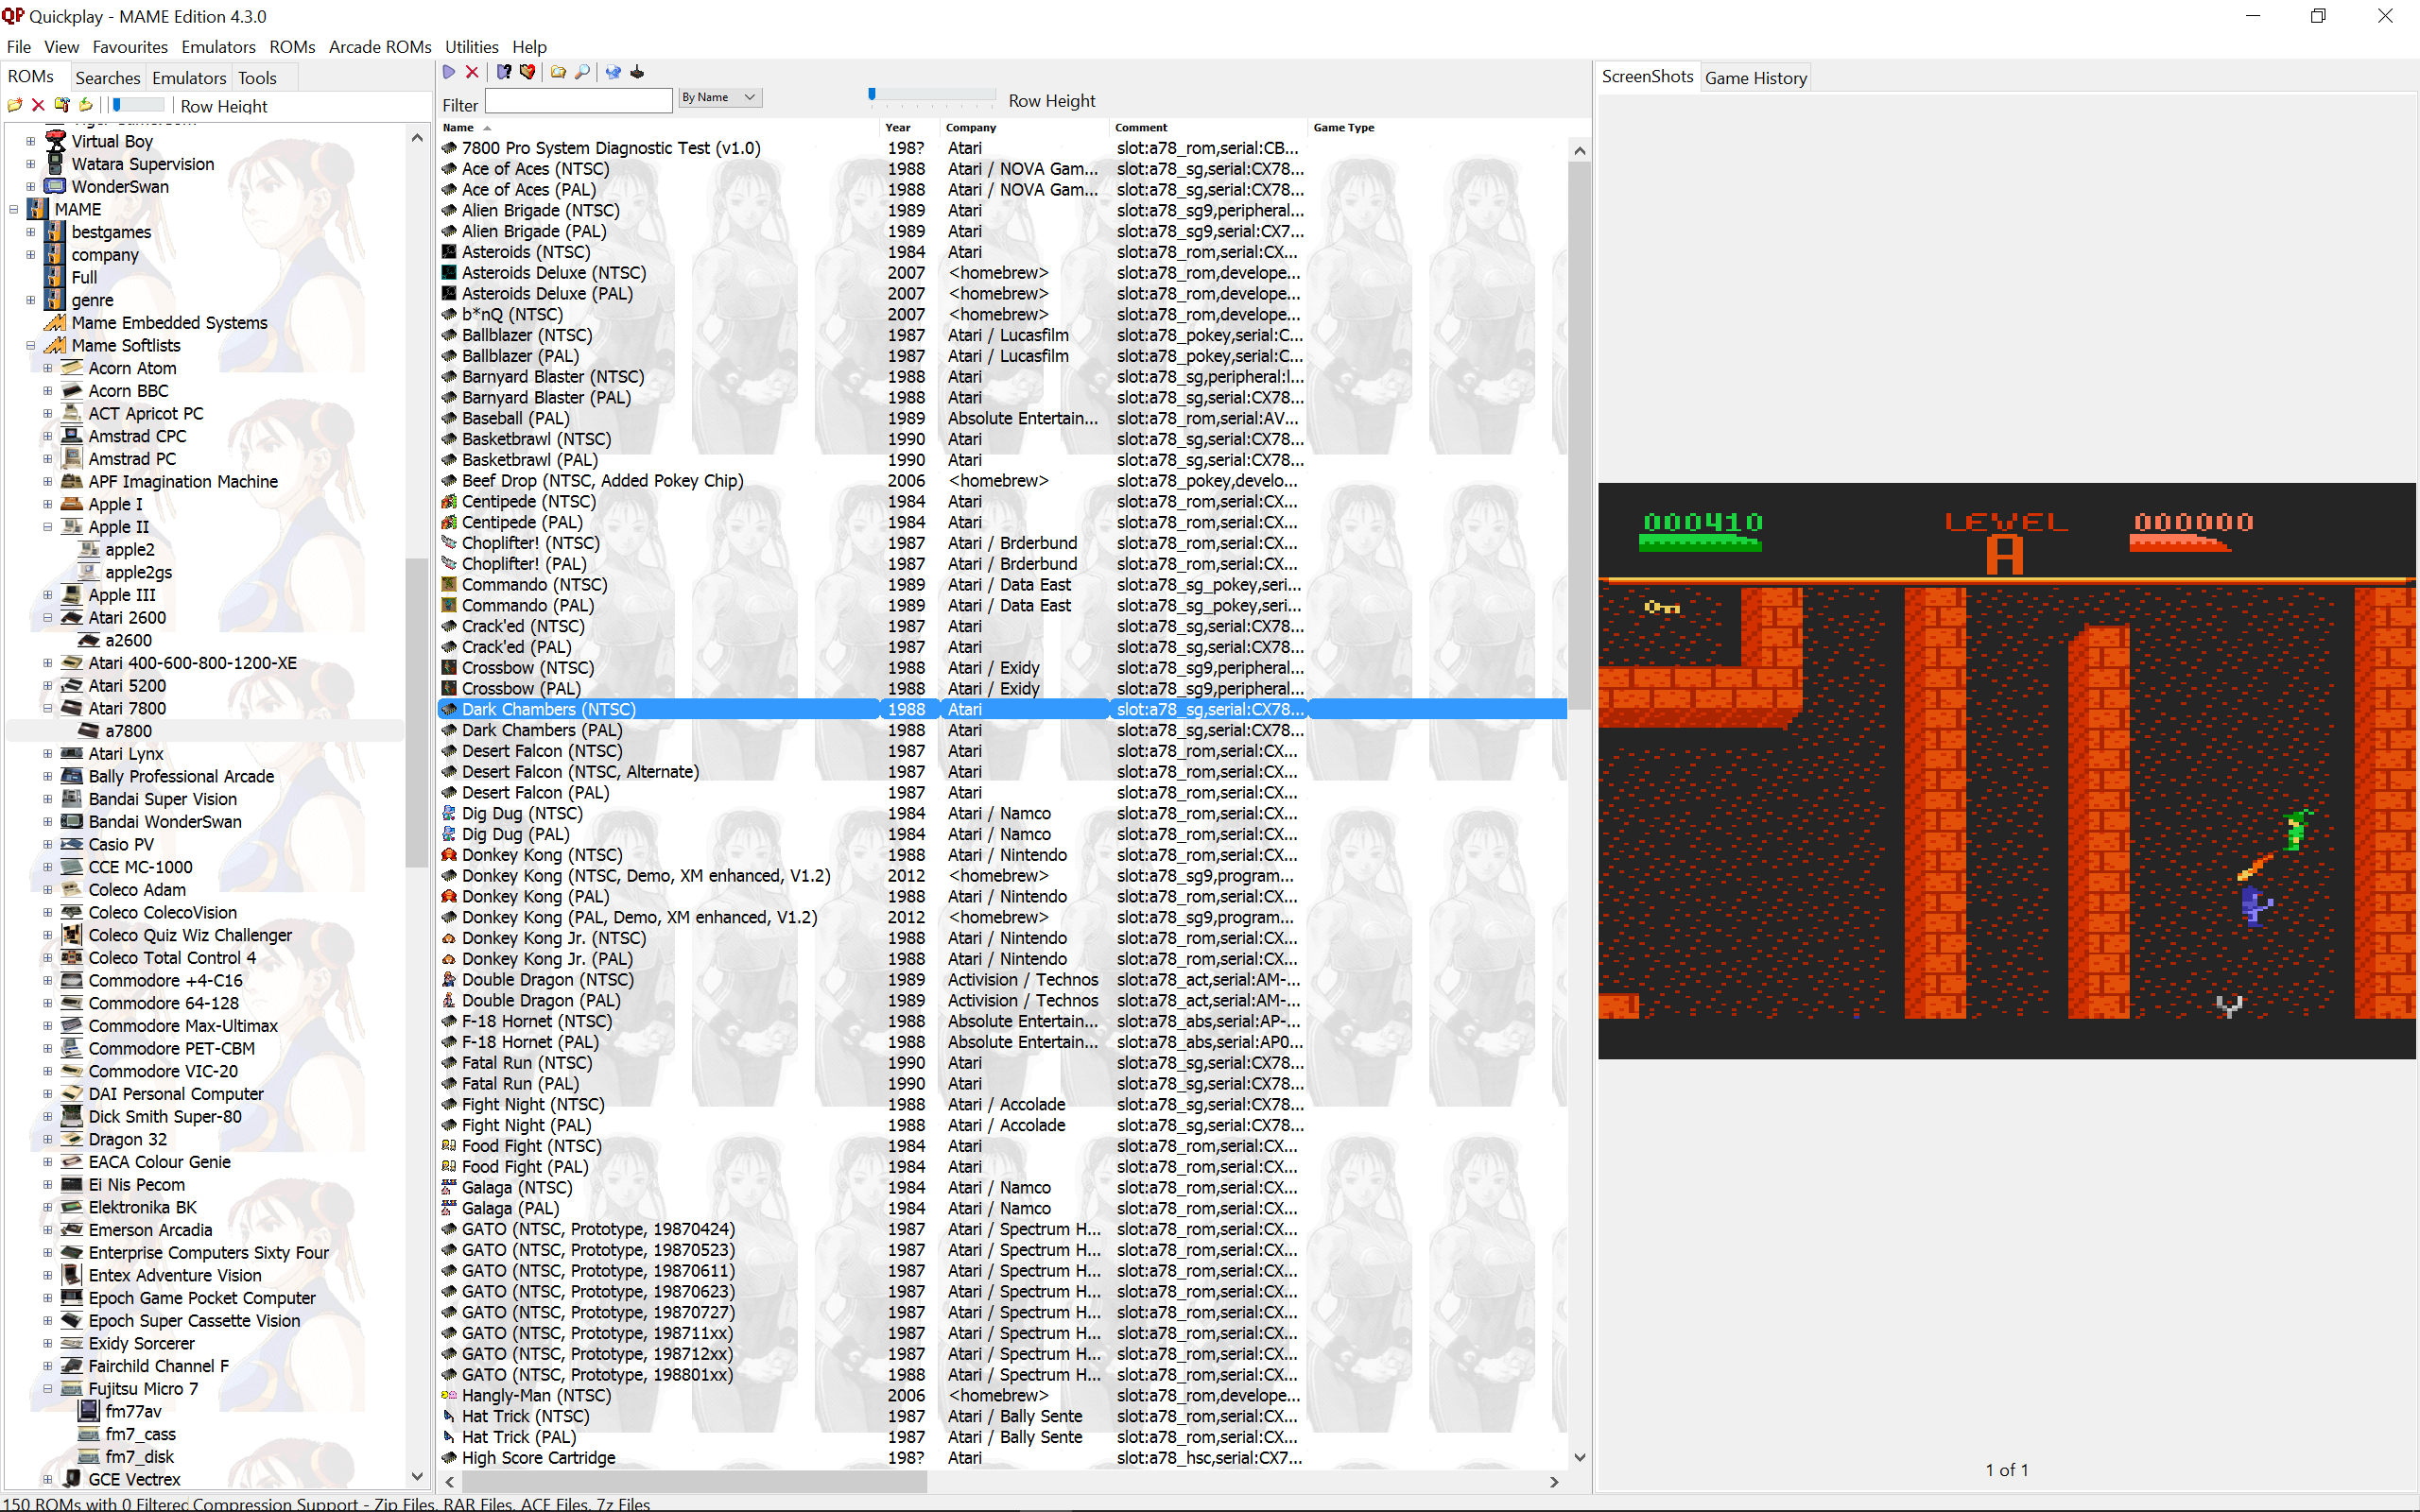 Quickplay - MAME Edition 4.3.0
File View Favourites Emulators ROMs Arcade ROMs Utilities Help
ROMs Searches Emulators Tools
Row Height
Virtual Boy
Watara Supervision
WonderSwan
MAME
bestgames
company
Full
genre
Mame Embedded Systems
Mame Softlists
Acorn Atom
Acorn BBC
ACT Apricot PC
Amstrad CPC
Amstrad PC
APF Imagination Machine
Apple I
Apple II
apple2
apple2gs
Apple III
Atari 2600
a2600
Atari 400-600-800-1200-XE
Atari 5200
Atari 7800
a7800
Atari Lynx
Bally Professional Arcade
Bandai Super Vision
Bandai WonderSwan
Casio PV
CCE MC-1000
Coleco Adam
Coleco ColecoVision
Coleco Quiz Wiz Challenger
Coleco Total Control 4
Commodore +4-C16
Commodore 64-128
Commodore Max-Ultimax
Commodore PET-CBM
Commodore VIC-20
DAI Personal Computer
Dick Smith Super-80
Dragon 32
EACA Colour Genie
Ei Nis Pecom
Elektronika BK
Emerson Arcadia
Enterprise Computers Sixty Four
Entex Adventure Vision
Epoch Game Pocket Computer
Epoch Super Cassette Vision
Exidy Sorcerer
Fairchild Channel F
Fujitsu Micro 7
fm77av
fm7_cass
fm7_disk
GCE Vectrex
Filter By Name Row Height
Name Year Company Comment Game Type
7800 Pro System Diagnostic Test (v1.0) 198? Atari slot:a78_rom,serial:CB...
Ace of Aces (NTSC) 1988 Atari / NOVA Gam... slot:a78_sg,serial:CX78...
Ace of Aces (PAL) 1988 Atari / NOVA Gam... slot:a78_sg,serial:CX78...
Alien Brigade (NTSC) 1989 Atari slot:a78_sg9,peripheral...
Alien Brigade (PAL) 1989 Atari slot:a78_sg9,serial:CX7...
Asteroids (NTSC) 1984 Atari slot:a78_rom,serial:CX...
Asteroids Deluxe (NTSC) 2007 <homebrew> slot:a78_rom,develope...
Asteroids Deluxe (PAL) 2007 <homebrew> slot:a78_rom,develope...
b*nQ (NTSC) 2007 <homebrew> slot:a78_rom,develope...
Ballblazer (NTSC) 1987 Atari / Lucasfilm slot:a78_pokey,serial:C...
Ballblazer (PAL) 1987 Atari / Lucasfilm slot:a78_pokey,serial:C...
Barnyard Blaster (NTSC) 1988 Atari slot:a78_sg,peripheral:l...
Barnyard Blaster (PAL) 1988 Atari slot:a78_sg,serial:CX78...
Baseball (PAL) 1989 Absolute Entertain... slot:a78_rom,serial:AV...
Basketbrawl (NTSC) 1990 Atari slot:a78_sg,serial:CX78...
Basketbrawl (PAL) 1990 Atari slot:a78_sg,serial:CX78...
Beef Drop (NTSC, Added Pokey Chip) 2006 <homebrew> slot:a78_pokey,develo...
Centipede (NTSC) 1984 Atari slot:a78_rom,serial:CX...
Centipede (PAL) 1984 Atari slot:a78_rom,serial:CX...
Choplifter! (NTSC) 1987 Atari / Brderbund slot:a78_rom,serial:CX...
Choplifter! (PAL) 1987 Atari / Brderbund slot:a78_rom,serial:CX...
Commando (NTSC) 1989 Atari / Data East slot:a78_sg_pokey,seri...
Commando (PAL) 1989 Atari / Data East slot:a78_sg_pokey,seri...
Crack'ed (NTSC) 1987 Atari slot:a78_sg,serial:CX78...
Crack'ed (PAL) 1987 Atari slot:a78_sg,serial:CX78...
Crossbow (NTSC) 1988 Atari / Exidy slot:a78_sg9,peripheral...
Crossbow (PAL) 1988 Atari / Exidy slot:a78_sg9,peripheral...
Dark Chambers (NTSC) 1988 Atari slot:a78_sg,serial:CX78...
Dark Chambers (PAL) 1988 Atari slot:a78_sg,serial:CX78...
Desert Falcon (NTSC) 1987 Atari slot:a78_rom,serial:CX...
Desert Falcon (NTSC, Alternate) 1987 Atari slot:a78_rom,serial:CX...
Desert Falcon (PAL) 1987 Atari slot:a78_rom,serial:CX...
Dig Dug (NTSC) 1984 Atari / Namco slot:a78_rom,serial:CX...
Dig Dug (PAL) 1984 Atari / Namco slot:a78_rom,serial:CX...
Donkey Kong (NTSC) 1988 Atari / Nintendo slot:a78_rom,serial:CX...
Donkey Kong (NTSC, Demo, XM enhanced, V1.2) 2012 <homebrew> slot:a78_sg9,program...
Donkey Kong (PAL) 1988 Atari / Nintendo slot:a78_rom,serial:CX...
Donkey Kong (PAL, Demo, XM enhanced, V1.2) 2012 <homebrew> slot:a78_sg9,program...
Donkey Kong Jr. (NTSC) 1988 Atari / Nintendo slot:a78_rom,serial:CX...
Donkey Kong Jr. (PAL) 1988 Atari / Nintendo slot:a78_rom,serial:CX...
Double Dragon (NTSC) 1989 Activision / Technos slot:a78_act,serial:AM-...
Double Dragon (PAL) 1989 Activision / Technos slot:a78_act,serial:AM-...
F-18 Hornet (NTSC) 1988 Absolute Entertain... slot:a78_abs,serial:AP-...
F-18 Hornet (PAL) 1988 Absolute Entertain... slot:a78_abs,serial:AP0...
Fatal Run (NTSC) 1990 Atari slot:a78_sg,serial:CX78...
Fatal Run (PAL) 1990 Atari slot:a78_sg,serial:CX78...
Fight Night (NTSC) 1988 Atari / Accolade slot:a78_sg,serial:CX78...
Fight Night (PAL) 1988 Atari / Accolade slot:a78_sg,serial:CX78...
Food Fight (NTSC) 1984 Atari slot:a78_rom,serial:CX...
Food Fight (PAL) 1984 Atari slot:a78_rom,serial:CX...
Galaga (NTSC) 1984 Atari / Namco slot:a78_rom,serial:CX...
Galaga (PAL) 1984 Atari / Namco slot:a78_rom,serial:CX...
GATO (NTSC, Prototype, 19870424) 1987 Atari / Spectrum H... slot:a78_rom,serial:CX...
GATO (NTSC, Prototype, 19870523) 1987 Atari / Spectrum H... slot:a78_rom,serial:CX...
GATO (NTSC, Prototype, 19870611) 1987 Atari / Spectrum H... slot:a78_rom,serial:CX...
GATO (NTSC, Prototype, 19870623) 1987 Atari / Spectrum H... slot:a78_rom,serial:CX...
GATO (NTSC, Prototype, 19870727) 1987 Atari / Spectrum H... slot:a78_rom,serial:CX...
GATO (NTSC, Prototype, 198711xx) 1987 Atari / Spectrum H... slot:a78_rom,serial:CX...
GATO (NTSC, Prototype, 198712xx) 1987 Atari / Spectrum H... slot:a78_rom,serial:CX...
GATO (NTSC, Prototype, 198801xx) 1988 Atari / Spectrum H... slot:a78_rom,serial:CX...
Hangly-Man (NTSC) 2006 <homebrew> slot:a78_rom,develope...
Hat Trick (NTSC) 1987 Atari / Bally Sente slot:a78_rom,serial:CX...
Hat Trick (PAL) 1987 Atari / Bally Sente slot:a78_rom,serial:CX...
High Score Cartridge 198? Atari slot:a78_hsc,serial:CX7...
ScreenShots Game History
000410 LEVEL 000000
A
1 of 1
150 ROMs with 0 Filtered Compression Support - Zip Files, RAR Files, ACE Files, 7z Files